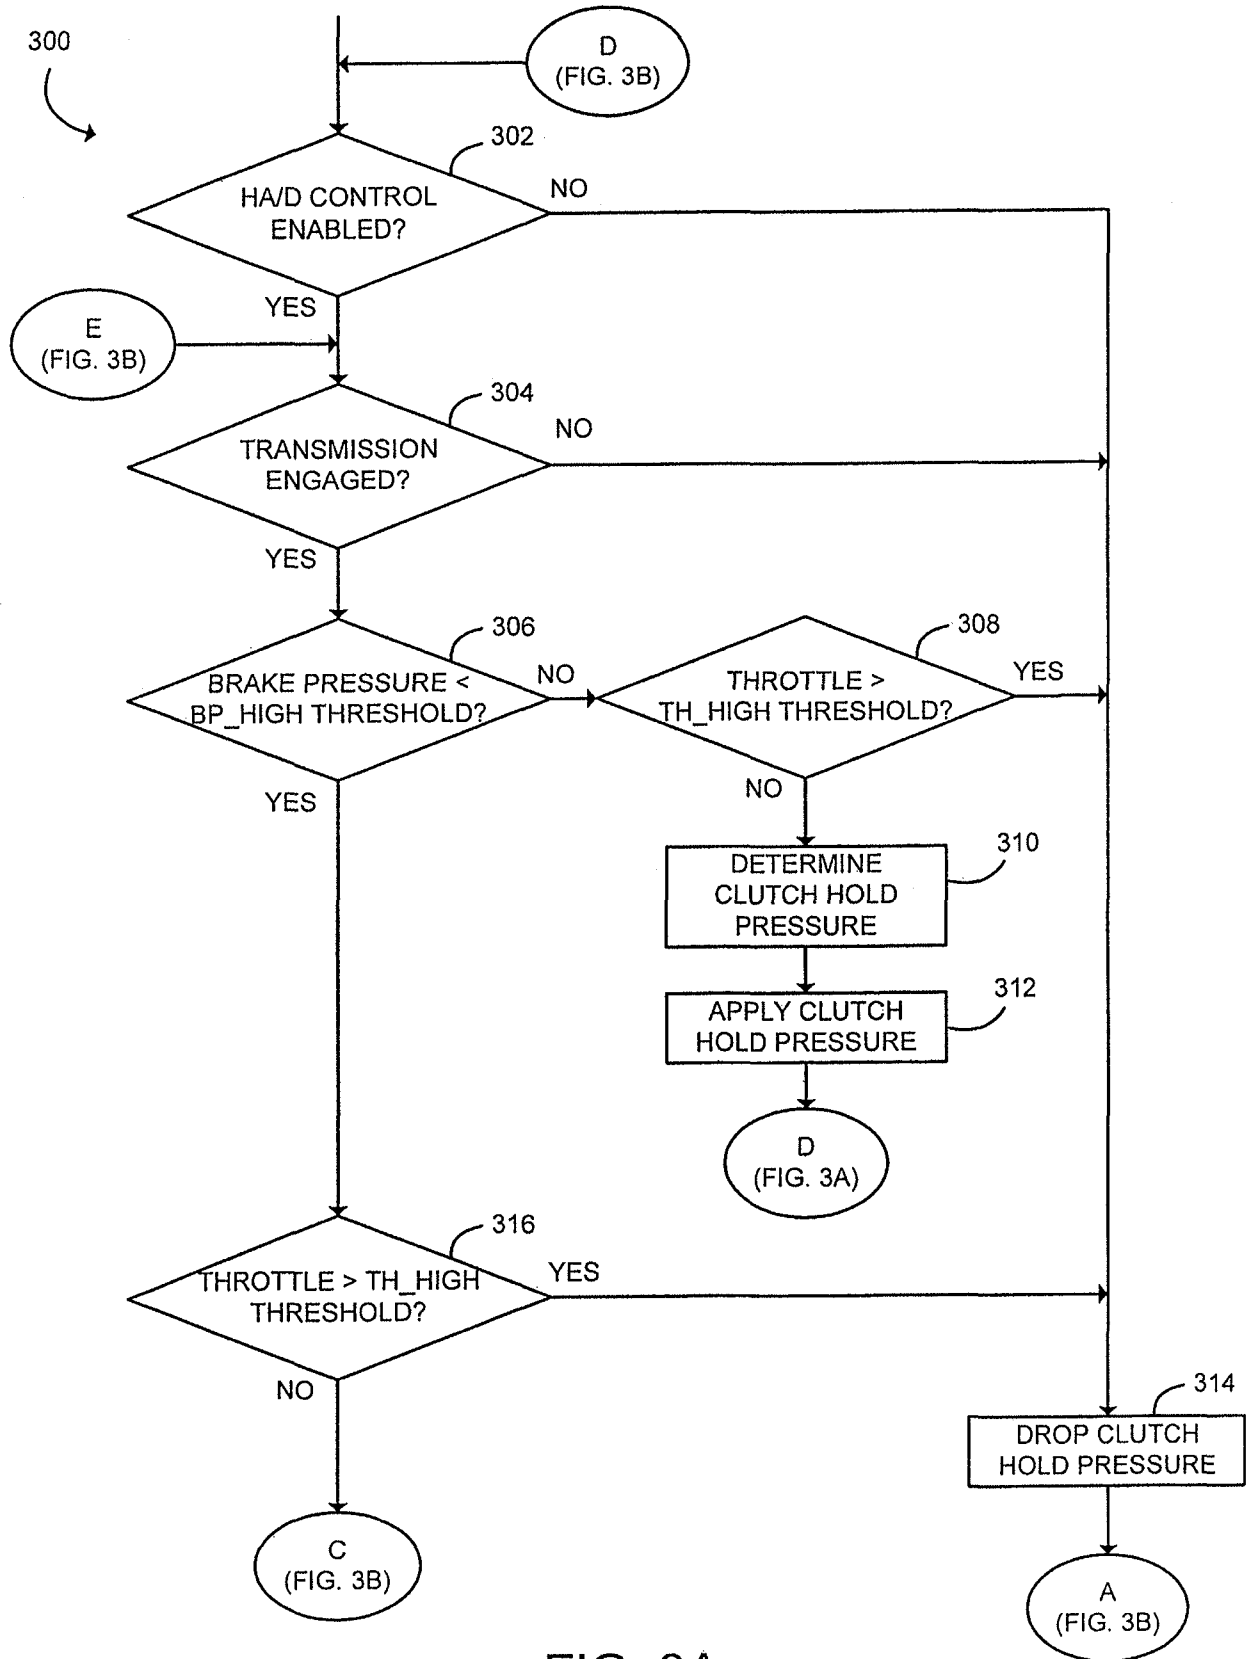 300
D
(FIG. 3B)
302
HA/D CONTROL
ENABLED?
NO
YES
E
(FIG. 3B)
304
TRANSMISSION
ENGAGED?
NO
YES
306
BRAKE PRESSURE <
BP_HIGH THRESHOLD?
NO
YES
308
THROTTLE >
TH_HIGH THRESHOLD?
YES
NO
310
DETERMINE
CLUTCH HOLD
PRESSURE
312
APPLY CLUTCH
HOLD PRESSURE
D
(FIG. 3A)
316
THROTTLE > TH_HIGH
THRESHOLD?
YES
NO
314
DROP CLUTCH
HOLD PRESSURE
C
(FIG. 3B)
A
(FIG. 3B)
FIG. 3A